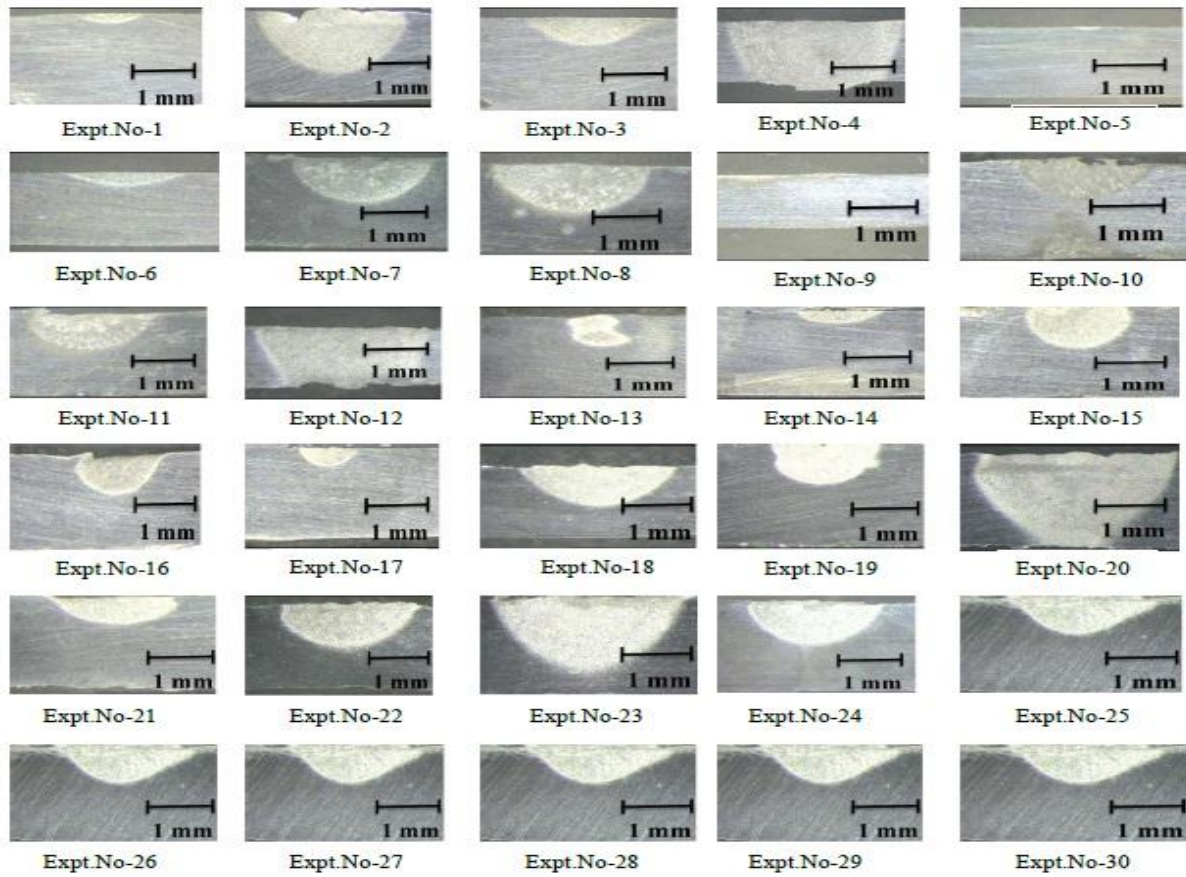 1 mm 1 mm 1 mm 1 mm 1 mm
Expt.No-1 Expt.No-2 Expt.No-3 Expt.No-4 Expt.No-5
1 mm 1 mm 1 mm 1 mm 1 mm
Expt.No-6 Expt.No-7 Expt.No-8 Expt.No-9 Expt.No-10
1 mm 1 mm 1 mm 1 mm 1 mm
Expt.No-11 Expt.No-12 Expt.No-13 Expt.No-14 Expt.No-15
1 mm 1 mm 1 mm 1 mm 1 mm
Expt.No-16 Expt.No-17 Expt.No-18 Expt.No-19 Expt.No-20
1 mm 1 mm 1 mm 1 mm 1 mm
Expt.No-21 Expt.No-22 Expt.No-23 Expt.No-24 Expt.No-25
1 mm 1 mm 1 mm 1 mm 1 mm
Expt.No-26 Expt.No-27 Expt.No-28 Expt.No-29 Expt.No-30